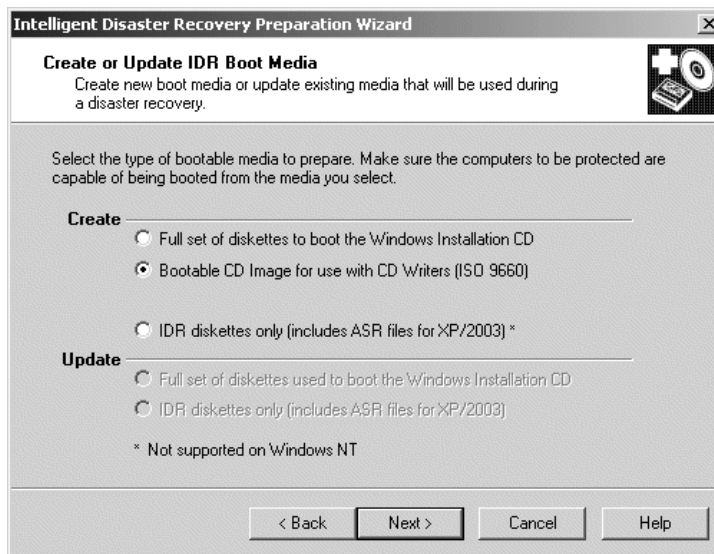 Intelligent Disaster Recovery Preparation Wizard
Create or Update IDR Boot Media
Create new boot media or update existing media that will be used during
a disaster recovery.
Select the type of bootable media to prepare. Make sure the computers to be protected are
capable of being booted from the media you select.
Create
Full set of diskettes to boot the Windows Installation CD
Bootable CD Image for use with CD Writers (ISO 9660)
IDR diskettes only (includes ASR files for XP/2003) *
Update
Full set of diskettes used to boot the Windows Installation CD
IDR diskettes only (includes ASR files for XP/2003)
* Not supported on Windows NT
< Back Next > Cancel Help